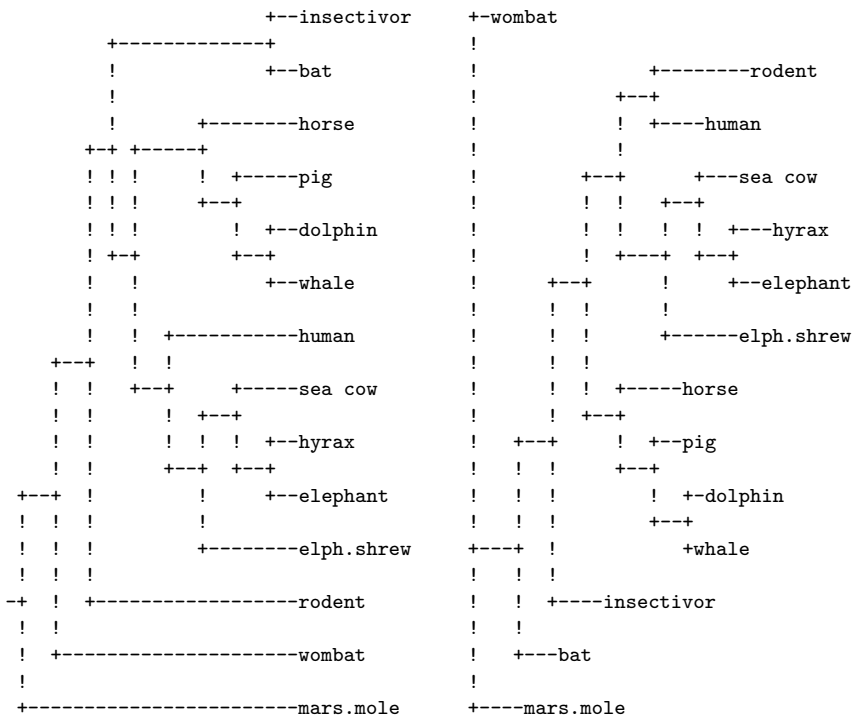 insectivor
bat
horse
pig
dolphin
whale
human
sea cow
hyrax
elephant
elph.shrew
rodent
wombat
mars.mole
wombat
rodent
human
sea cow
hyrax
elephant
elph.shrew
horse
pig
dolphin
whale
insectivor
bat
mars.mole